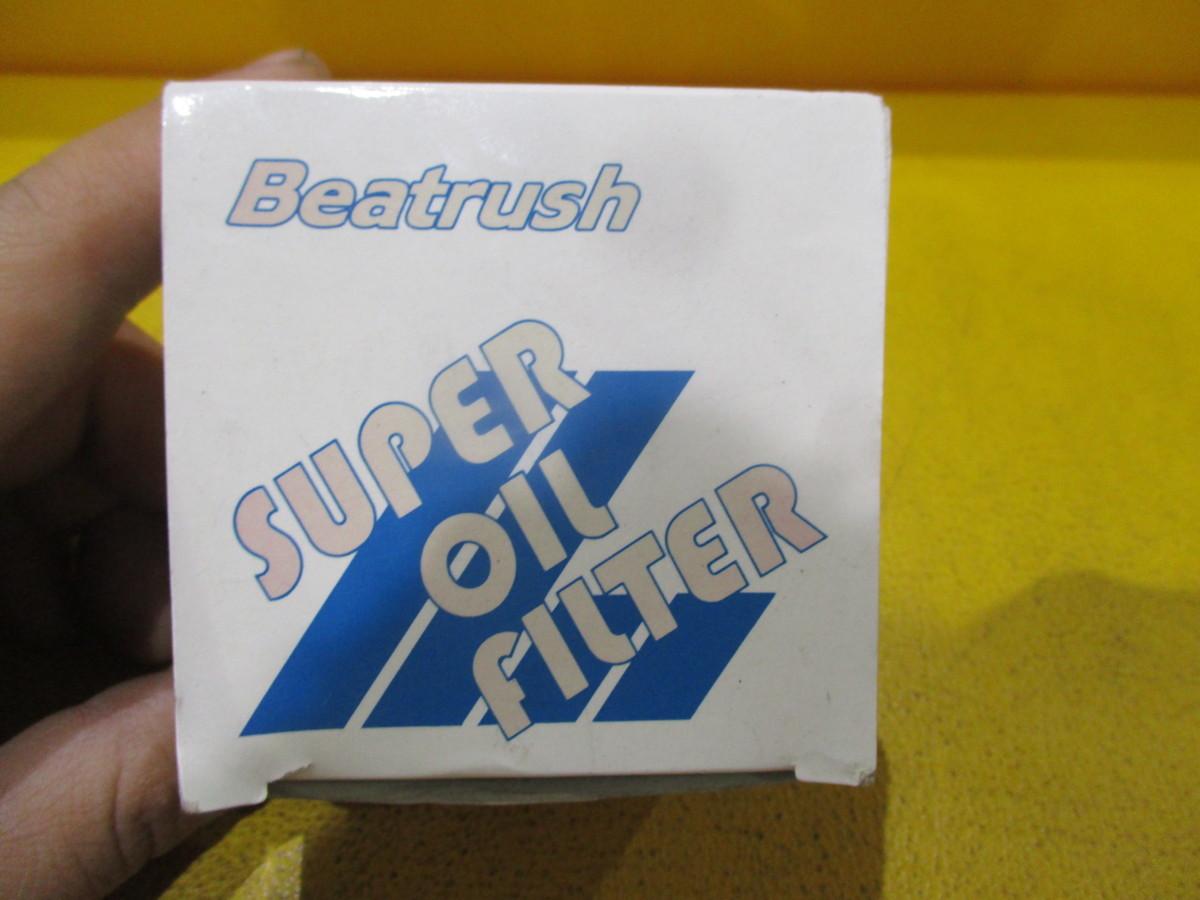 Beatrush
SUPER
OIL
FILTER